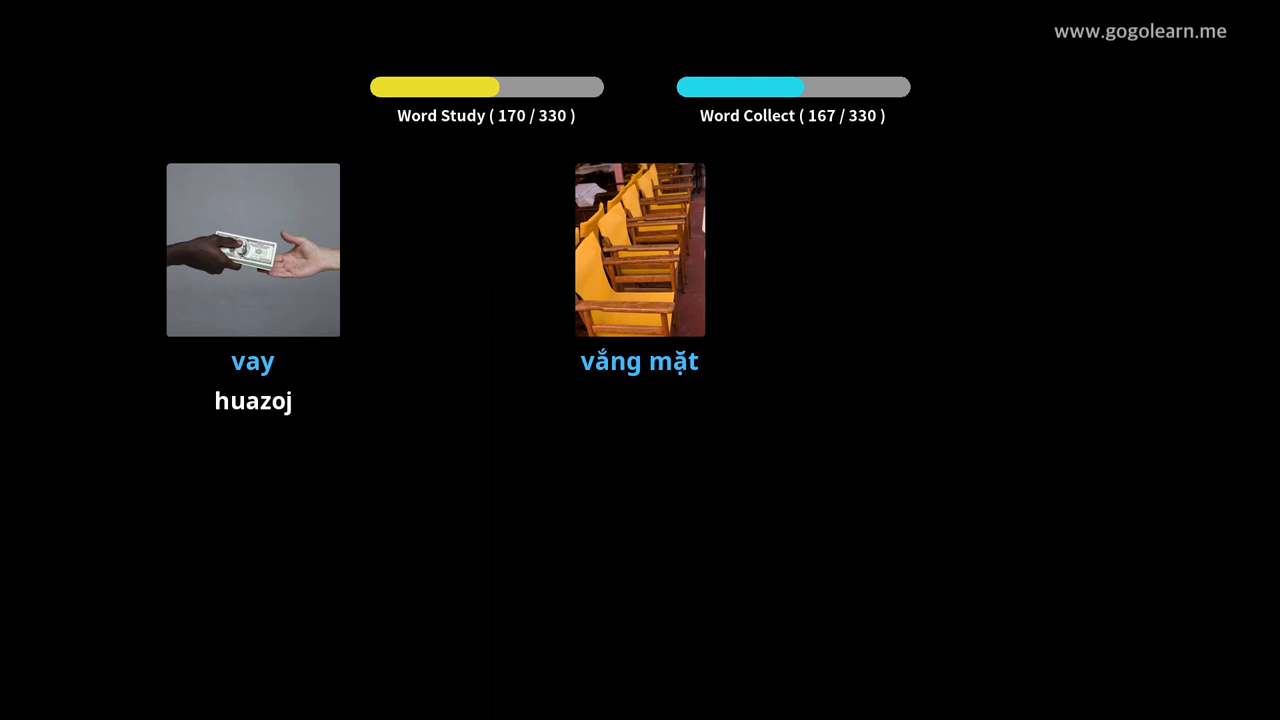 www.gogolearn.me
Word Study ( 170 / 330 )
Word Collect ( 167 / 330 )
vay
vắng mặt
huazoj